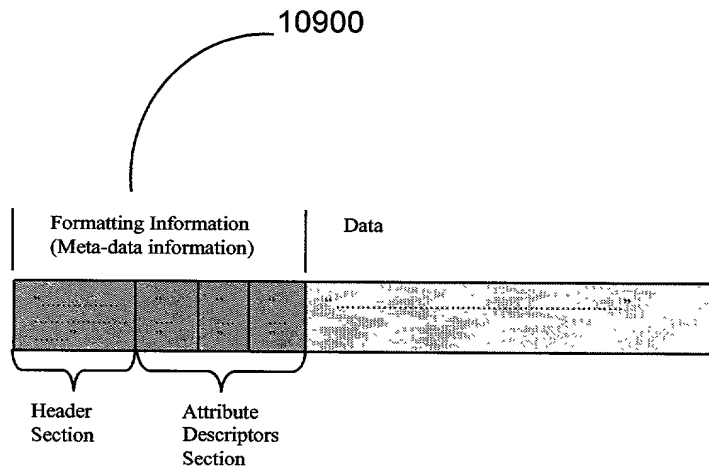 10900
Formatting Information
(Meta-data information)
Data
Header
Section
Attribute
Descriptors
Section